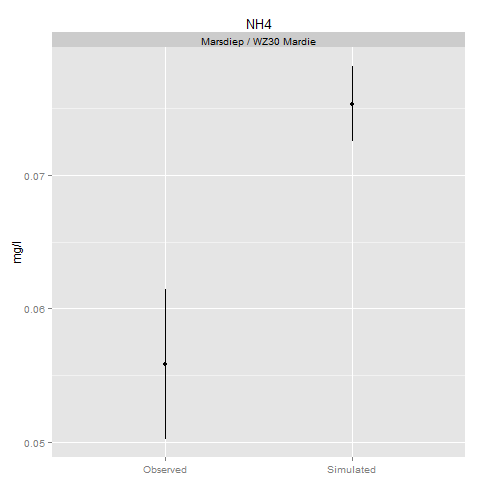 NH4
Marsdiep / WZ30 Mardie
mg/l
0.07
0.06
0.05
Observed
Simulated